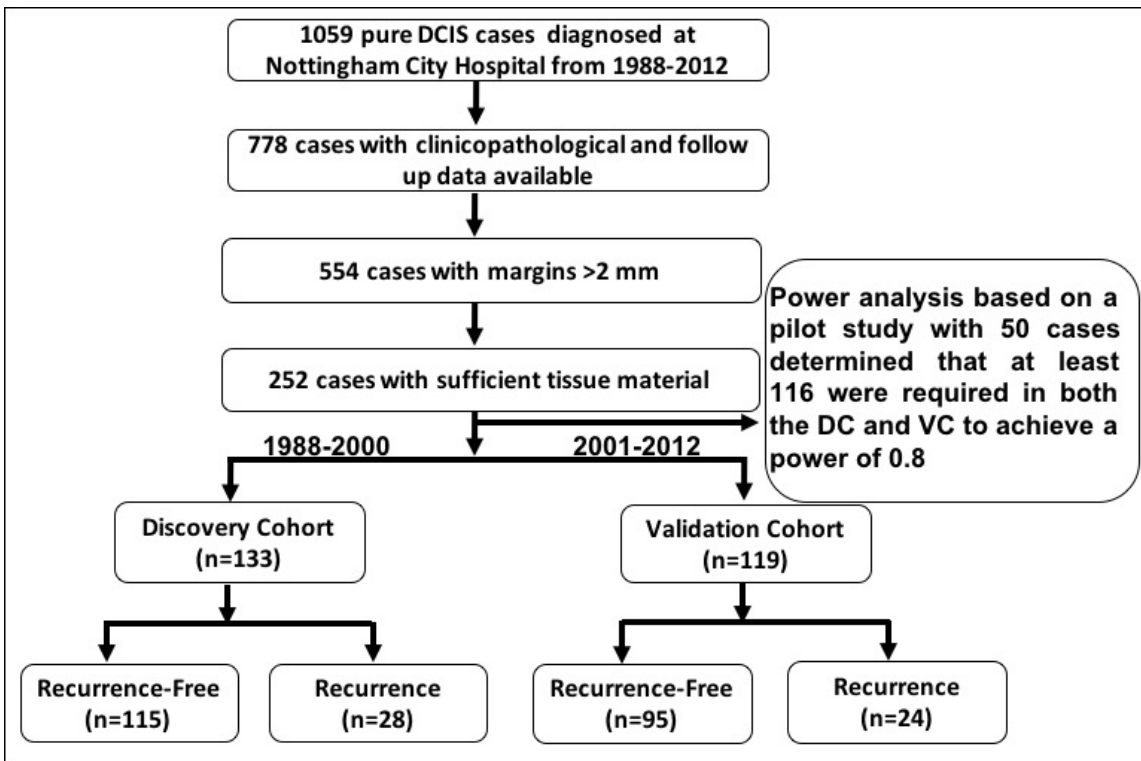 1059 pure DCIS cases diagnosed at
Nottingham City Hospital from 1988-2012
778 cases with clinicopathological and follow
up data available
554 cases with margins >2 mm
252 cases with sufficient tissue material
Power analysis based on a
pilot study with 50 cases
determined that at least
116 were required in both
the DC and VC to achieve a
power of 0.8
1988-2000
2001-2012
Discovery Cohort
(n=133)
Validation Cohort
(n=119)
Recurrence-Free
(n=115)
Recurrence
(n=28)
Recurrence-Free
(n=95)
Recurrence
(n=24)